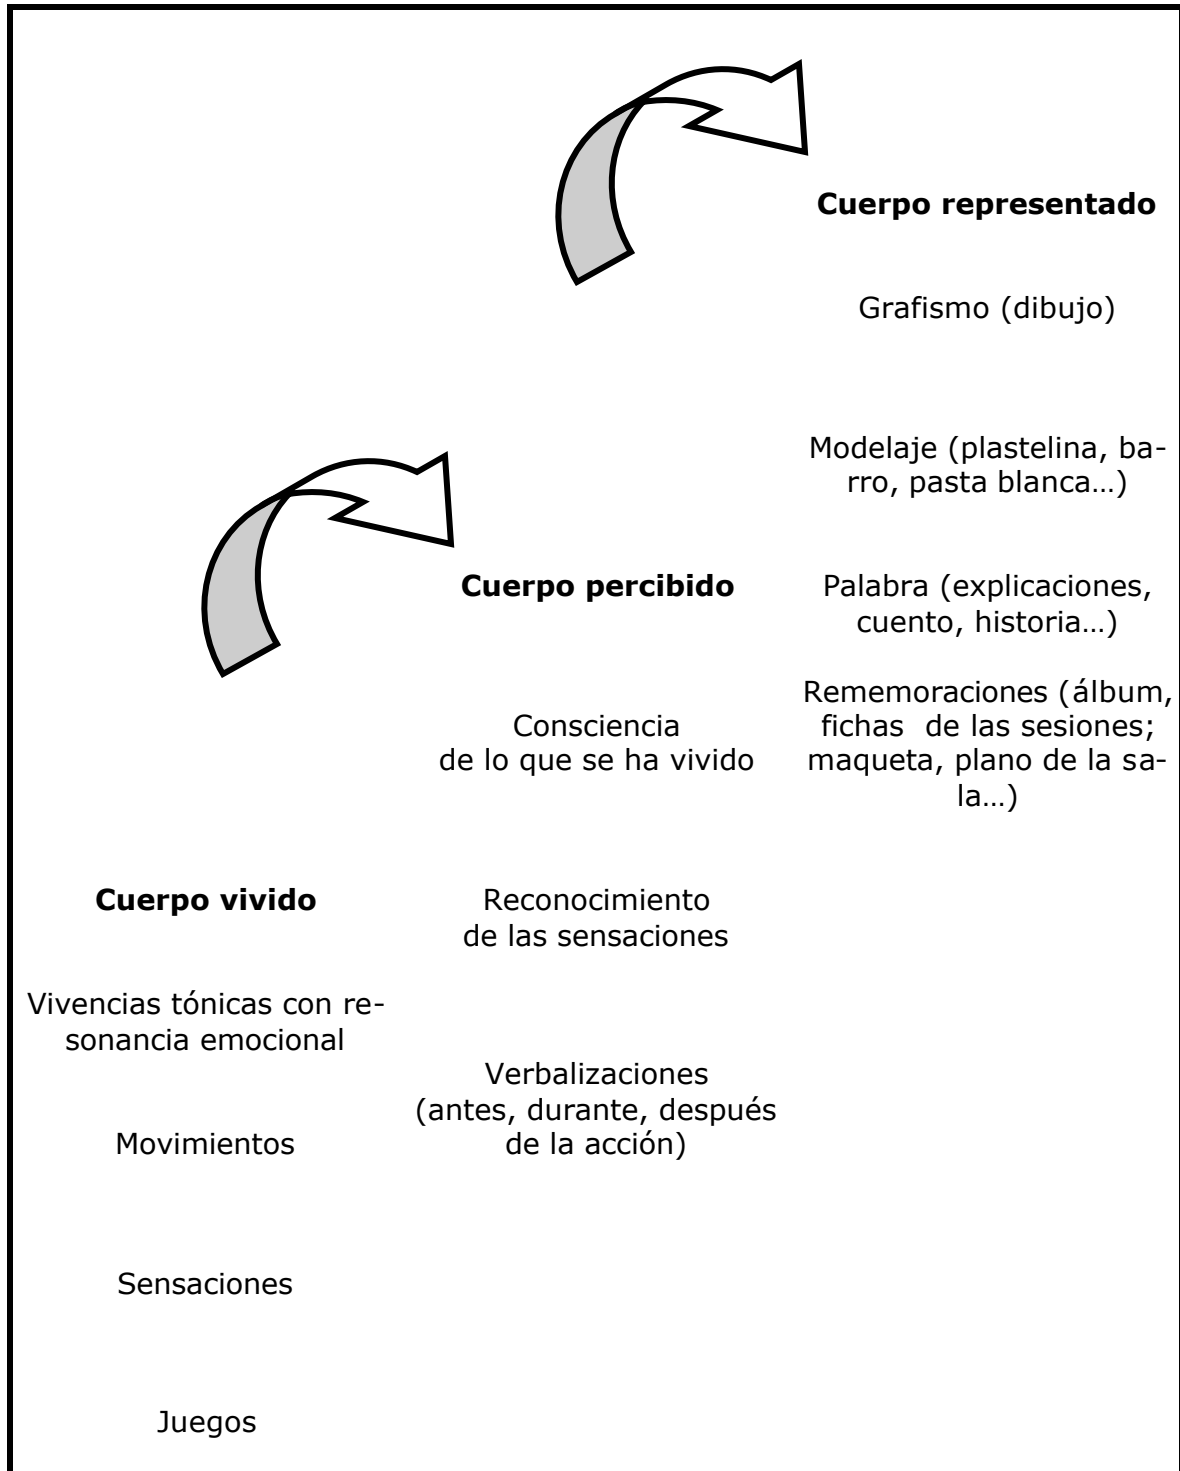 Cuerpo representado
Grafismo (dibujo)
Modelaje (plastelina, ba-
rro, pasta blanca…)
Palabra (explicaciones,
cuento, historia…)
Rememoraciones (álbum,
fichas  de las sesiones;
maqueta, plano de la sa-
la…)
Cuerpo percibido
Consciencia
de lo que se ha vivido
Reconocimiento
de las sensaciones
Verbalizaciones
(antes, durante, después
de la acción)
Cuerpo vivido
Vivencias tónicas con re-
sonancia emocional
Movimientos
Sensaciones
Juegos